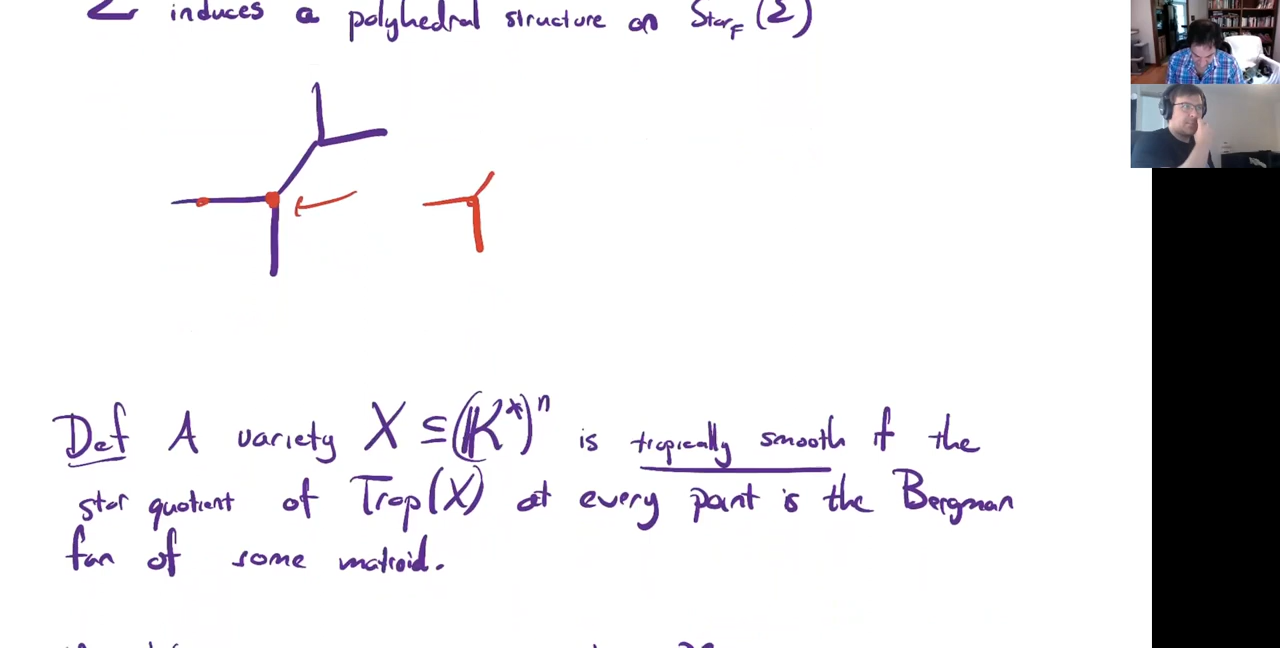 Σ induces a polyhedral structure on Star_F (Σ)
Def A variety X ⊆ (K*)^n is tropically smooth if the
star quotient of Trop(X) at every point is the Bergman
fan of some matroid.